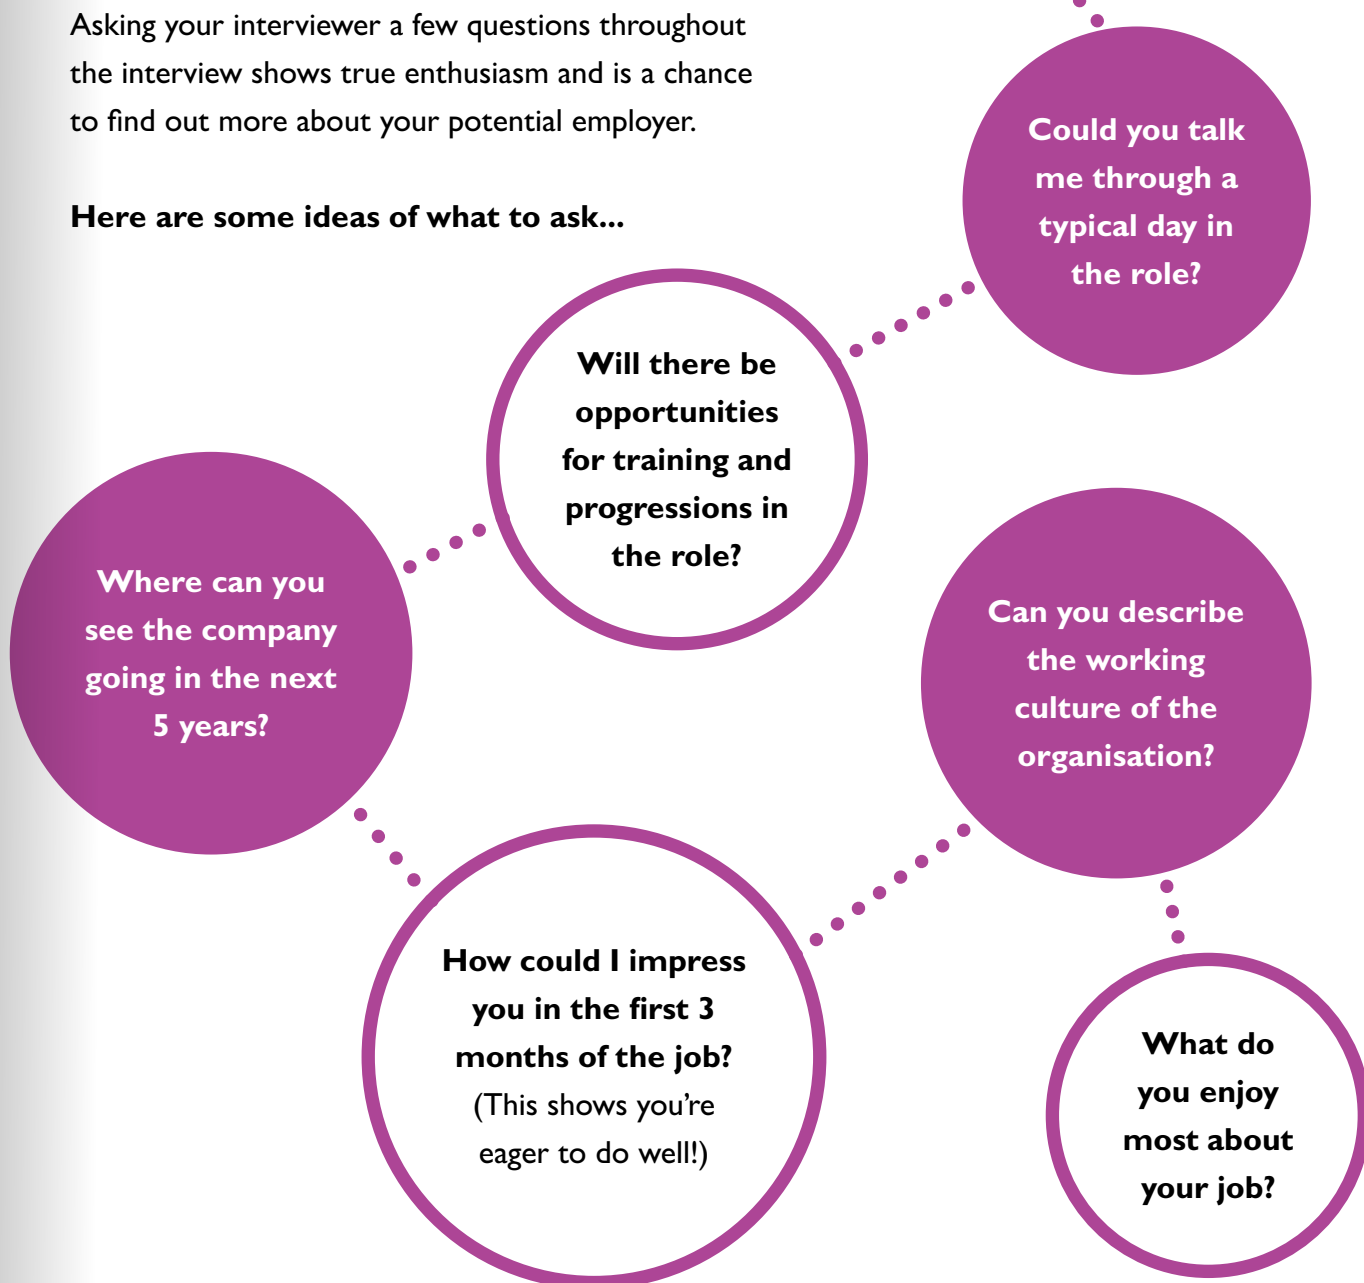 Asking your interviewer a few questions throughout
the interview shows true enthusiasm and is a chance
to find out more about your potential employer.
Here are some ideas of what to ask...
Could you talk
me through a
typical day in
the role?
Will there be
opportunities
for training and
progressions in
the role?
Where can you
see the company
going in the next
5 years?
How could I impress
you in the first 3
months of the job?
(This shows you’re
eager to do well!)
Can you describe
the working
culture of the
organisation?
What do
you enjoy
most about
your job?